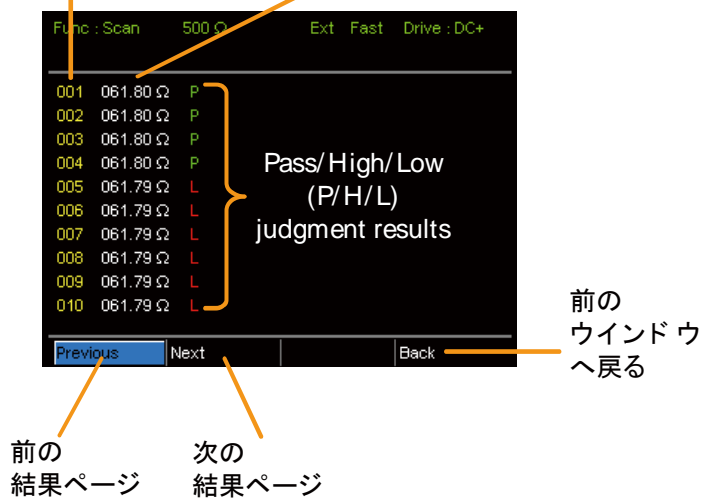 Func : Scan 500 Ω Ext Fast Drive : DC+
001 061.80 Ω P
002 061.80 Ω P
003 061.80 Ω P
004 061.80 Ω P
005 061.79 Ω L
006 061.79 Ω L
007 061.79 Ω L
008 061.79 Ω L
009 061.79 Ω L
010 061.79 Ω L
Pass/High/Low
(P/H/L)
judgment results
Previous Next Back
前の
ウインドウ
へ戻る
前の
結果ページ
次の
結果ページ